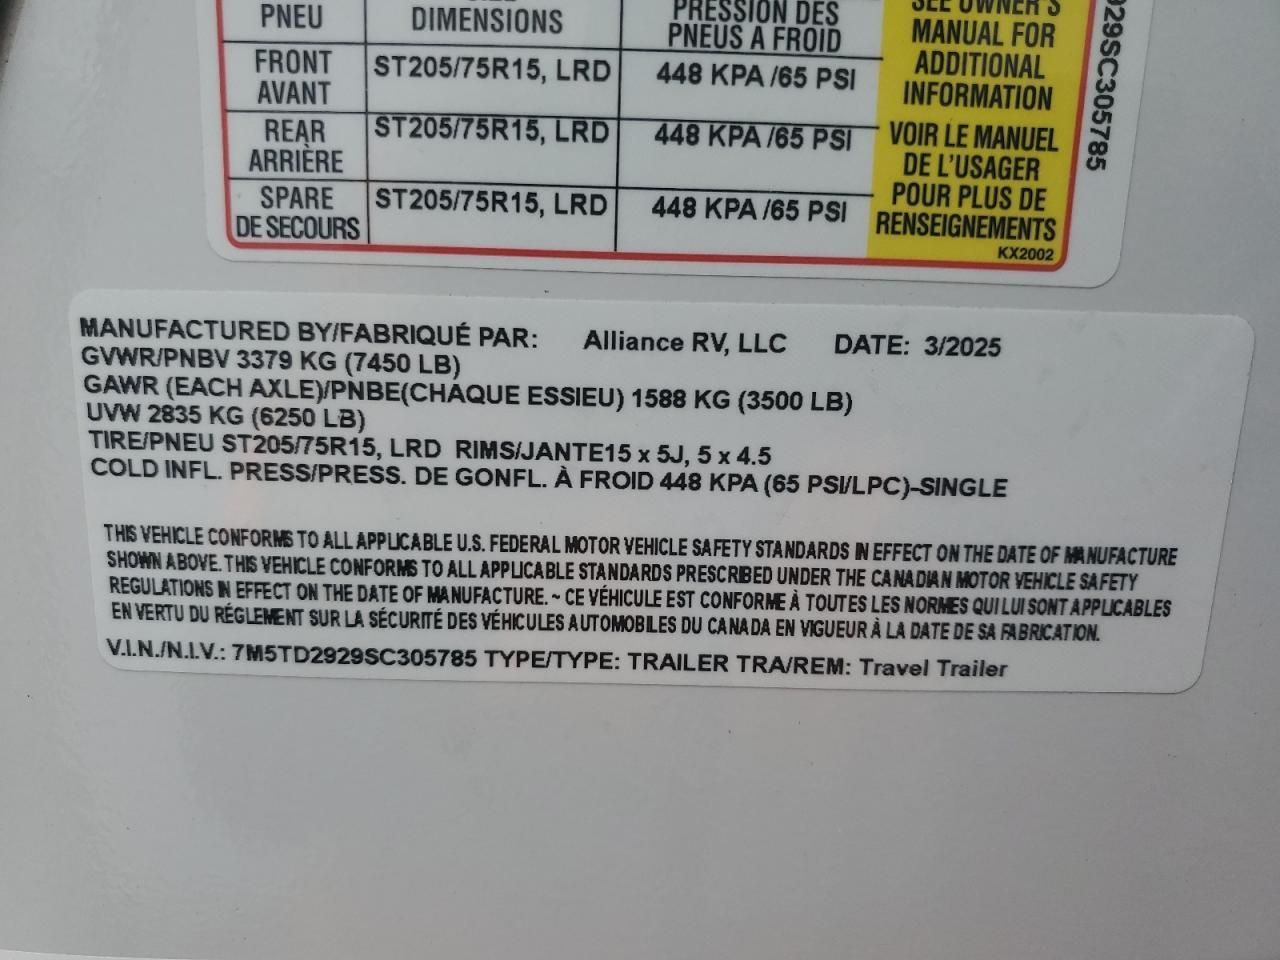 PNEU
DIMENSIONS
PRESSION DES
PNEUS A FROID
SEE OWNER'S
MANUAL FOR
ADDITIONAL
INFORMATION
FRONT
AVANT
ST205/75R15, LRD
448 KPA /65 PSI
REAR
ARRIÈRE
ST205/75R15, LRD
448 KPA /65 PSI
VOIR LE MANUEL
DE L'USAGER
POUR PLUS DE
RENSEIGNEMENTS
SPARE
DE SECOURS
ST205/75R15, LRD
448 KPA /65 PSI
KX2002
29SC305785
MANUFACTURED BY/FABRIQUÉ PAR: Alliance RV, LLC DATE: 3/2025
GVWR/PNBV 3379 KG (7450 LB)
GAWR (EACH AXLE)/PNBE(CHAQUE ESSIEU) 1588 KG (3500 LB)
UVW 2835 KG (6250 LB)
TIRE/PNEU ST205/75R15, LRD RIMS/JANTE15 x 5J, 5 x 4.5
COLD INFL. PRESS/PRESS. DE GONFL. À FROID 448 KPA (65 PSI/LPC)-SINGLE
THIS VEHICLE CONFORMS TO ALL APPLICABLE U.S. FEDERAL MOTOR VEHICLE SAFETY STANDARDS IN EFFECT ON THE DATE OF MANUFACTURE
SHOWN ABOVE. THIS VEHICLE CONFORMS TO ALL APPLICABLE STANDARDS PRESCRIBED UNDER THE CANADIAN MOTOR VEHICLE SAFETY
REGULATIONS IN EFFECT ON THE DATE OF MANUFACTURE. ~ CE VÉHICULE EST CONFORME À TOUTES LES NORMES QUI LUI SONT APPLICABLES
EN VERTU DU RÉGLEMENT SUR LA SÉCURITÉ DES VÉHICULES AUTOMOBILES DU CANADA EN VIGUEUR À LA DATE DE SA FABRICATION.
V.I.N./N.I.V.: 7M5TD2929SC305785 TYPE/TYPE: TRAILER TRA/REM: Travel Trailer